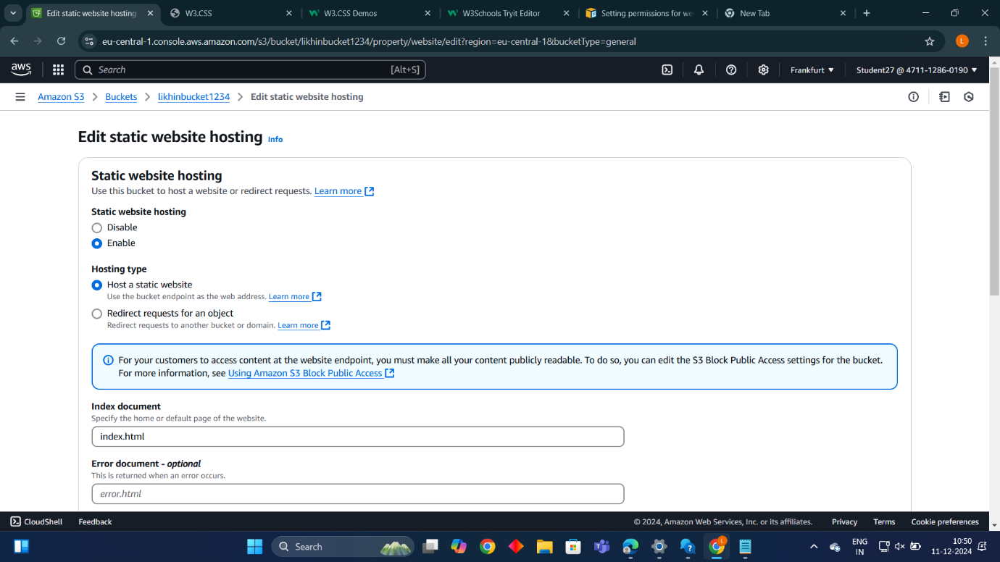 Edit static website hosting
W3.CSS
W3.CSS Demos
W3Schools Tryit Editor
Setting permissions for we
New Tab
eu-central-1.console.aws.amazon.com/s3/bucket/likhinbucket1234/property/website/edit?region=eu-central-1&bucketType=general
L
aws
Search [Alt+S]
Frankfurt
Student27 @ 4711-1286-0190
Amazon S3 > Buckets > likhinbucket1234 > Edit static website hosting
Edit static website hosting Info
Static website hosting
Use this bucket to host a website or redirect requests. Learn more
Static website hosting
Disable
Enable
Hosting type
Host a static website
Use the bucket endpoint as the web address. Learn more
Redirect requests for an object
Redirect requests to another bucket or domain. Learn more
For your customers to access content at the website endpoint, you must make all your content publicly readable. To do so, you can edit the S3 Block Public Access settings for the bucket.
For more information, see Using Amazon S3 Block Public Access
Index document
Specify the home or default page of the website.
index.html
Error document - optional
This is returned when an error occurs.
error.html
CloudShell Feedback © 2024, Amazon Web Services, Inc. or its affiliates. Privacy Terms Cookie preferences
Search
ENG
IN
10:50
11-12-2024